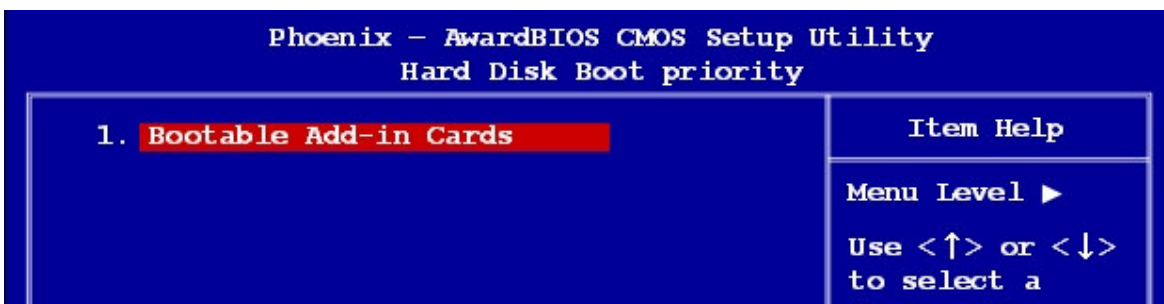 Phoenix – AwardBIOS CMOS Setup Utility
Hard Disk Boot priority
1. Bootable Add-in Cards
Item Help
Menu Level ▶
Use <↑> or <↓>
to select a